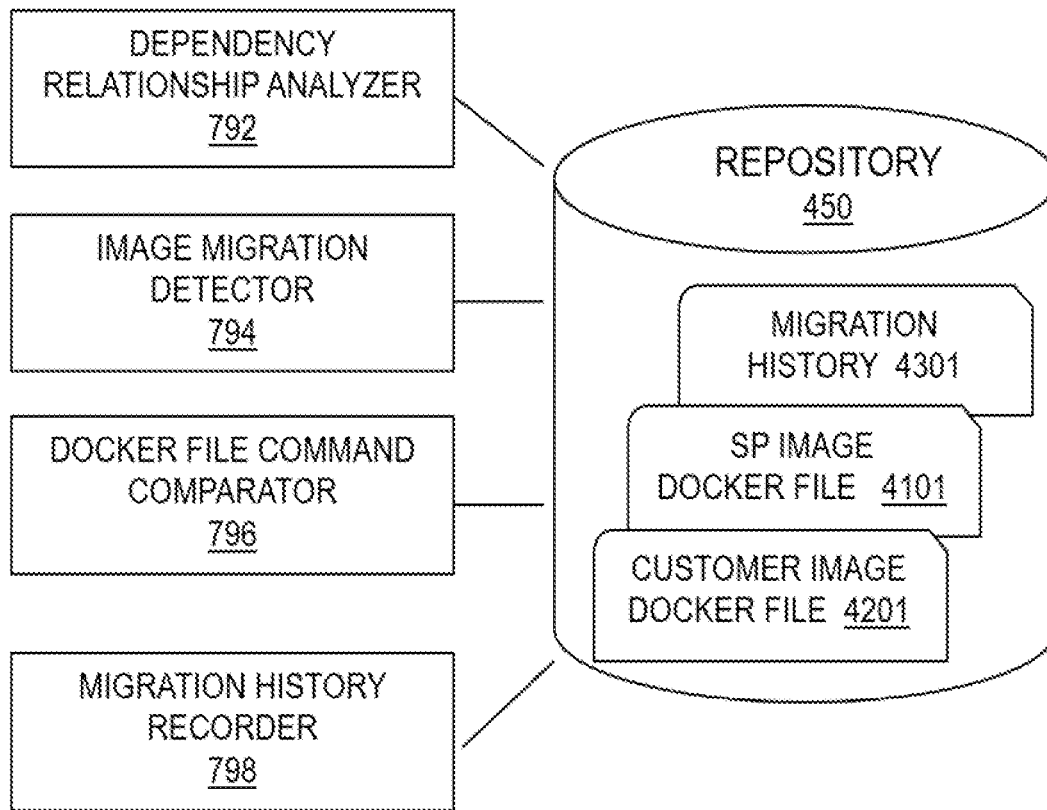 DEPENDENCY
RELATIONSHIP ANALYZER
792
IMAGE MIGRATION
DETECTOR
794
DOCKER FILE COMMAND
COMPARATOR
796
MIGRATION HISTORY
RECORDER
798
REPOSITORY
450
MIGRATION
HISTORY 4301
SP IMAGE
DOCKER FILE 4101
CUSTOMER IMAGE
DOCKER FILE 4201